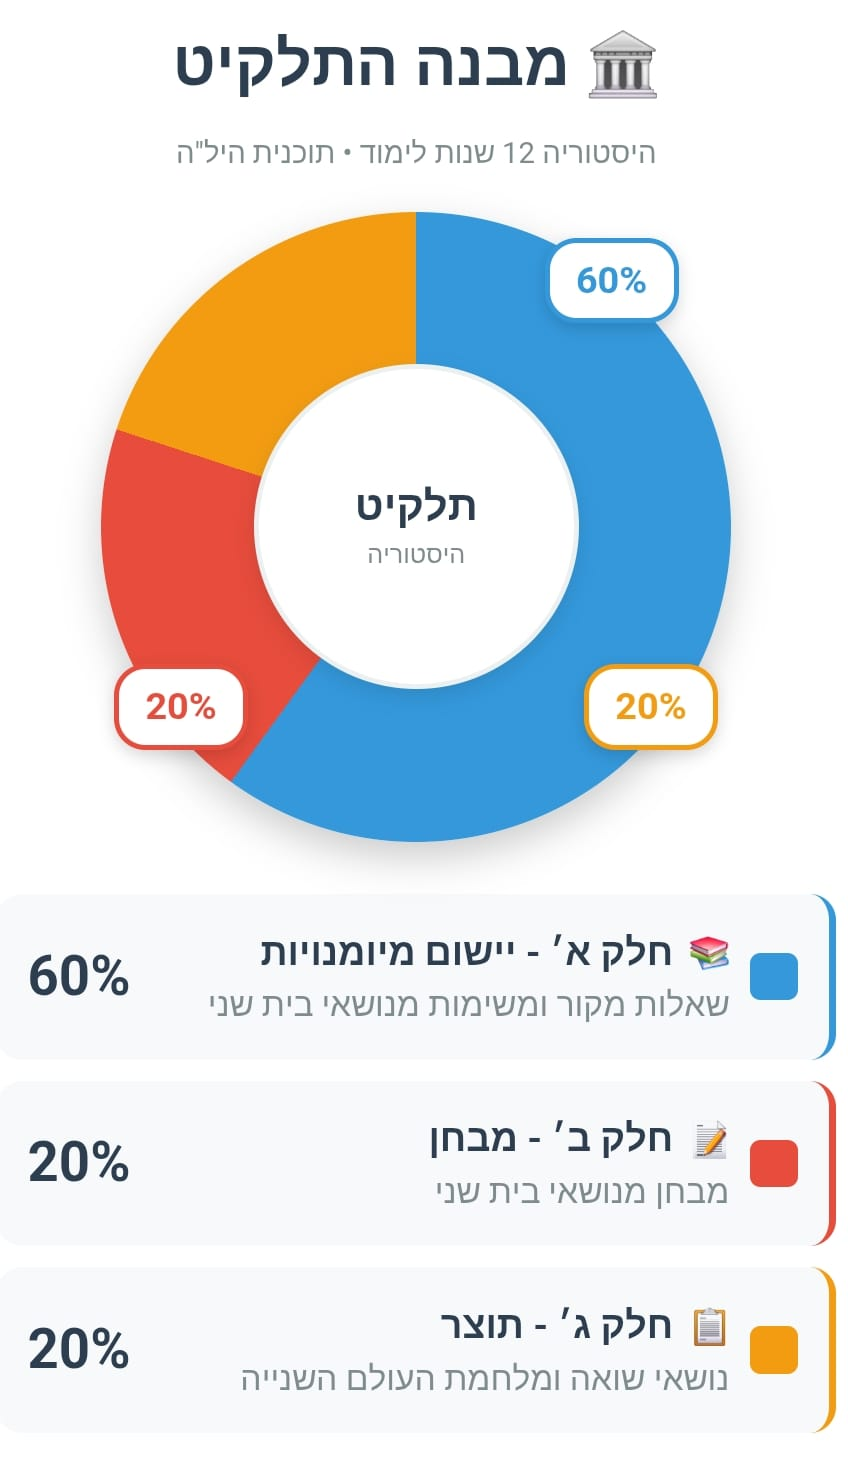 🏛️ מבנה התלקיט
היסטוריה 12 שנות לימוד • תוכנית היל"ה
60%
תלקיט
היסטוריה
20%
20%
📚 חלק א׳ - יישום מיומנויות
שאלות מקור ומשימות מנושאי בית שני
60%
📝 חלק ב׳ - מבחן
מבחן מנושאי בית שני
20%
📋 חלק ג׳ - תוצר
נושאי שואה ומלחמת העולם השנייה
20%